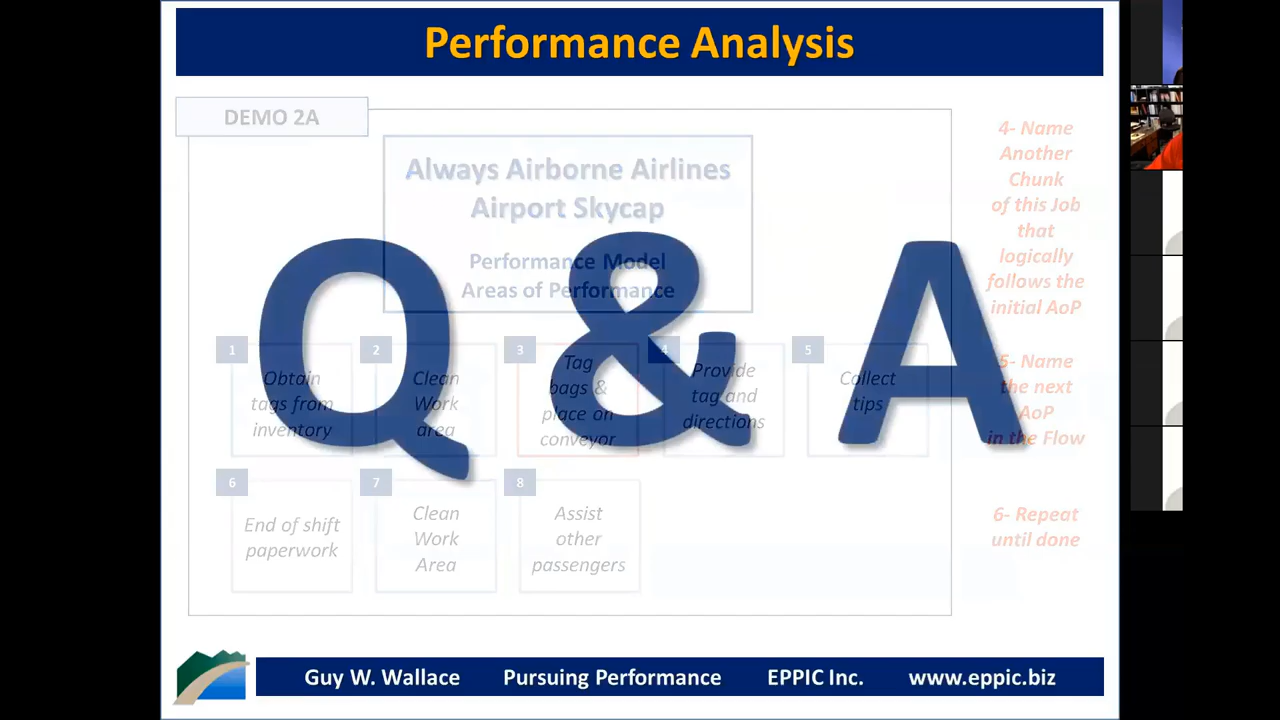 Performance Analysis
DEMO 2A
Always Airborne Airlines
Airport Skycap
Performance Model
Areas of Performance
Q & A
1
Obtain
tags from
inventory
2
Clean
Work
area
3
Tag
bags &
place on
conveyor
4
Provide
tag and
directions
5
Collect
tips
6
End of shift
paperwork
7
Clean
Work
Area
8
Assist
other
passengers
4- Name
Another
Chunk
of this Job
that
logically
follows the
initial AoP
5- Name
the next
AoP
in the Flow
6- Repeat
until done
Guy W. Wallace Pursuing Performance EPPIC Inc. www.eppic.biz